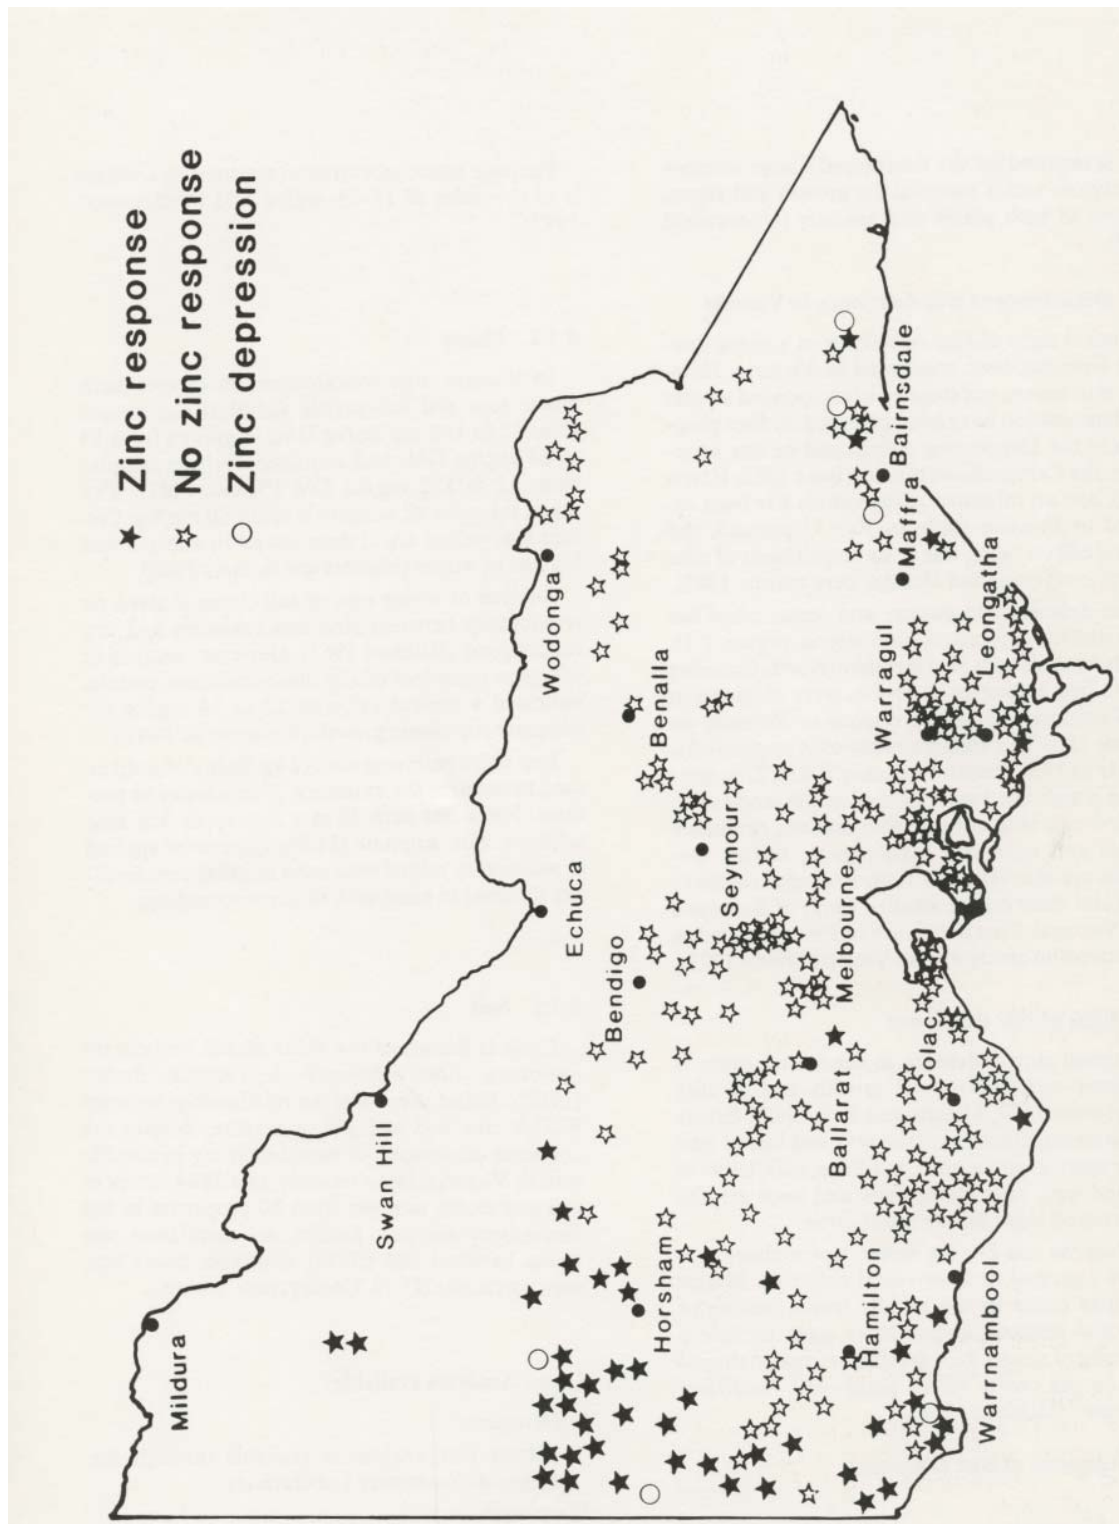 Zinc response
No zinc response
Zinc depression
Mildura
Swan Hill
Wodonga
Echuca
Bendigo
Benalla
Horsham
Seymour
Ballarat
Melbourne
Hamilton
Warragul
Bairnsdale
Maffra
Colac
Leongatha
Warrnambool